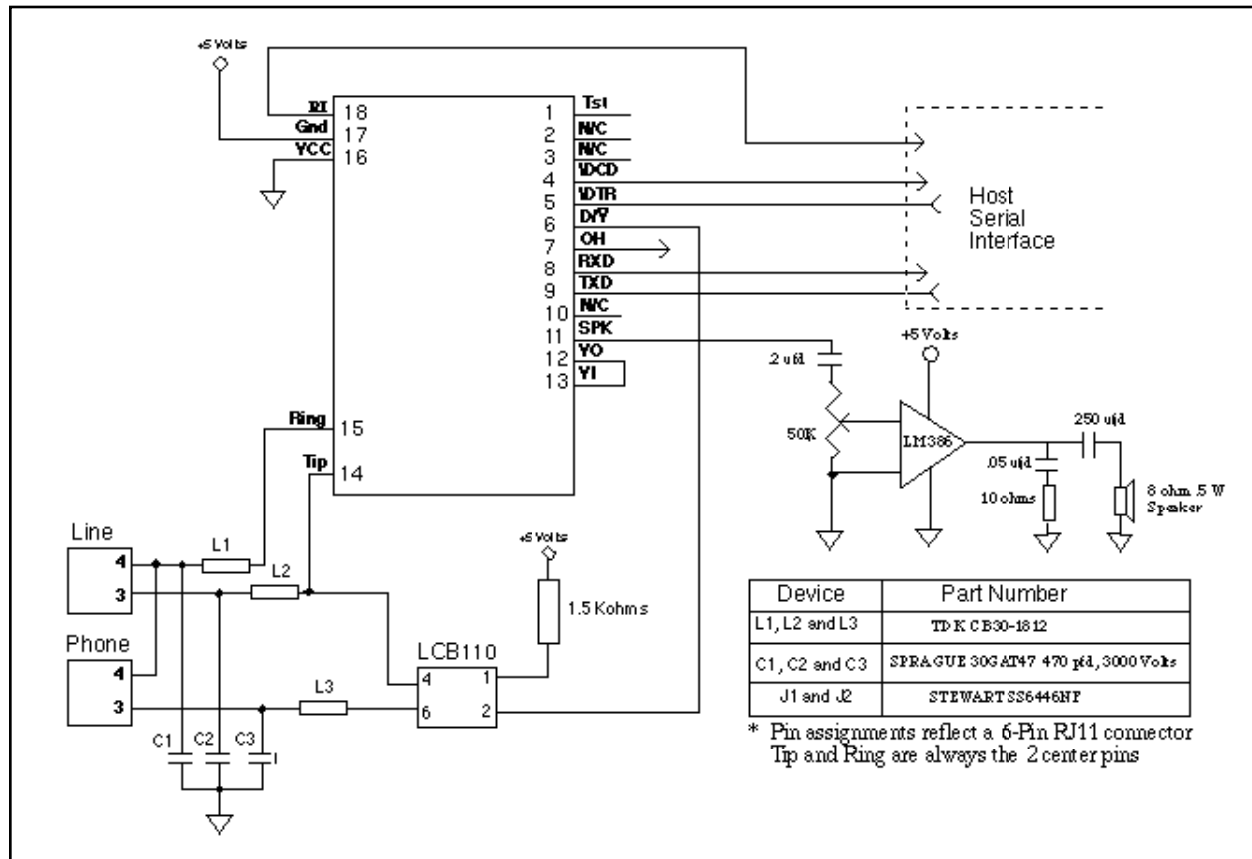 +5 Volts
RI
18
Gnd
17
VCC
16
Ring
15
Tip
14
1
Tst
2
N/C
3
N/C
4
\DCD
5
\DTR
6
D/V
7
OH
8
RXD
9
TXD
10
N/C
11
SPK
12
VO
13
VI
Host
Serial
Interface
+5 Volts
.2 ufd
50K
LM386
.05 ufd
10 ohms
250 ufd
8 ohm .5 W
Speaker
Line
4
3
L1
L2
Phone
4
3
L3
C1
C2
C3
+5 Volts
1.5 Kohms
LCB110
4
6
1
2
Device Part Number
L1, L2 and L3 TDK CB30-1812
C1, C2 and C3 SPRAGUE 30GAT47 470 pfd, 3000 Volts
J1 and J2 STEWART SS6446NF
* Pin assignments reflect a 6-Pin RJ11 connector
Tip and Ring are always the 2 center pins